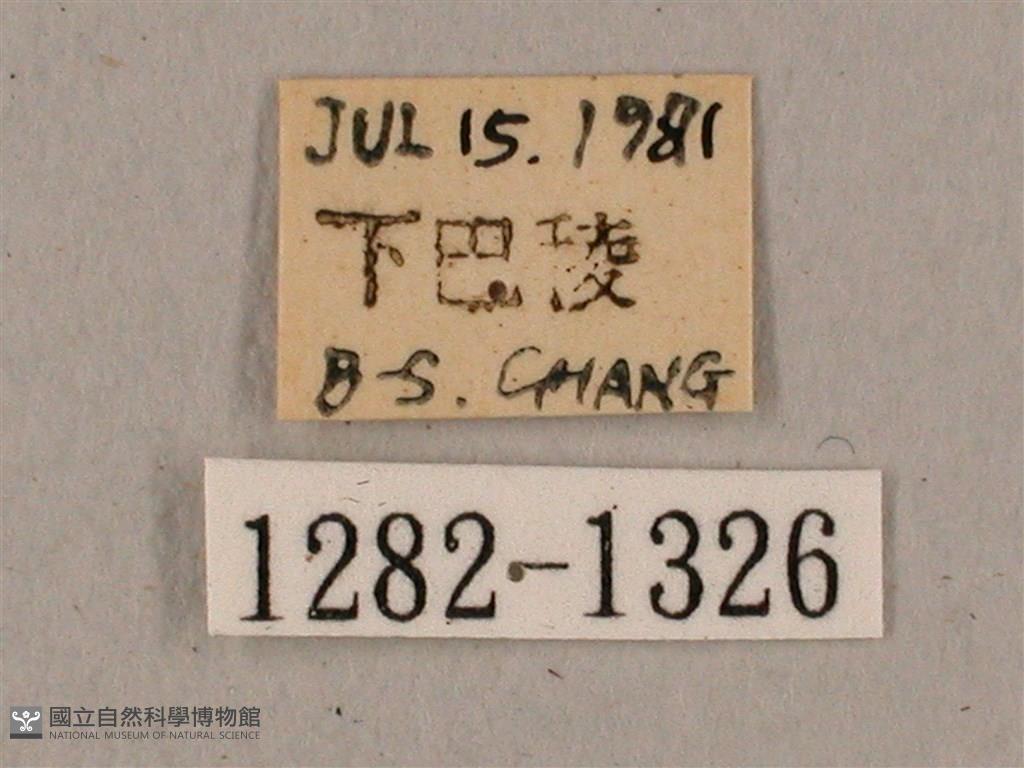 JUL 15. 1981
下巴陵
B-S. CHANG
1282-1326
國立自然科學博物館
NATIONAL MUSEUM OF NATURAL SCIENCE